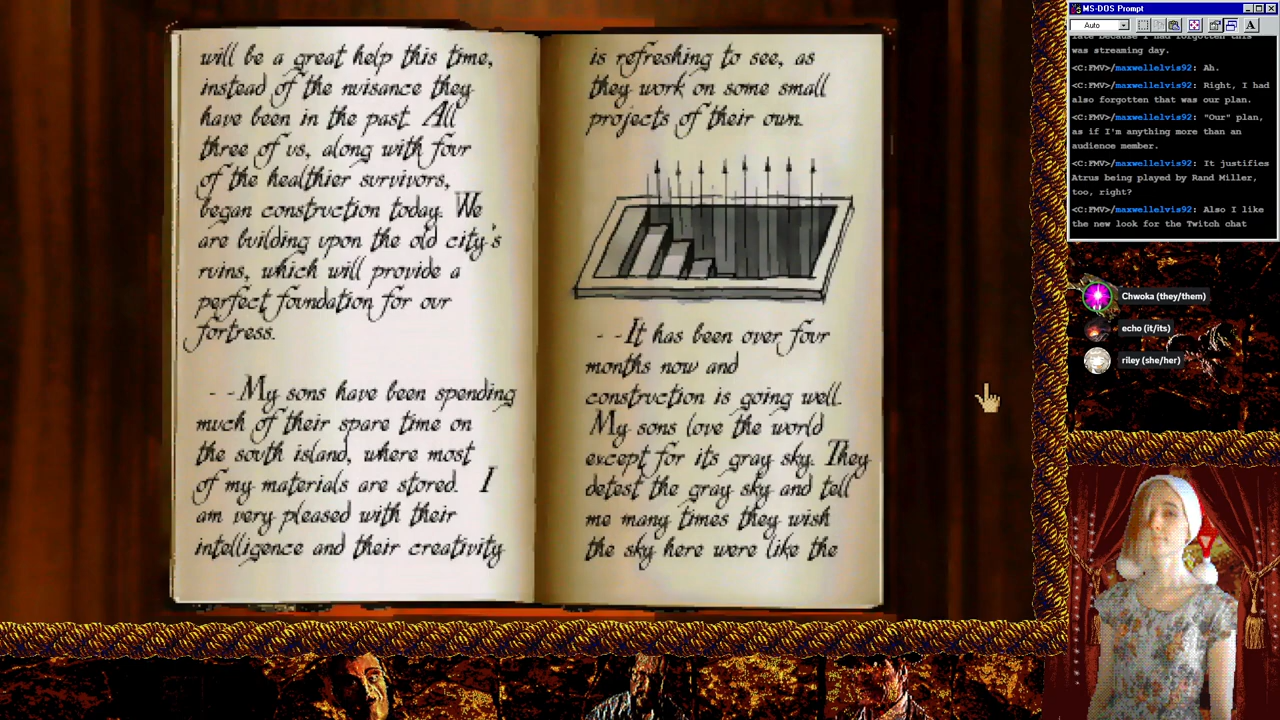 will be a great help this time,
instead of the nuisance they
have been in the past. All
three of us, along with four
of the healthier survivors,
began construction today. We
are building upon the old city's
ruins, which will provide a
perfect foundation for our
fortress.
- -My sons have been spending
much of their spare time on
the south island, where most
of my materials are stored. I
am very pleased with their
intelligence and their creativity
is refreshing to see, as
they work on some small
projects of their own.
- -It has been over four
months now and
construction is going well.
My sons love the world
except for its gray sky. They
detest the gray sky and tell
me many times they wish
the sky here were like the
MS-DOS Prompt
Auto
A
late because I had forgotten this
was streaming day.
<C:FMV>/maxwellelvis92: Ah.
<C:FMV>/maxwellelvis92: Right, I had
also forgotten that was our plan.
<C:FMV>/maxwellelvis92: "Our" plan,
as if I'm anything more than an
audience member.
<C:FMV>/maxwellelvis92: It justifies
Atrus being played by Rand Miller,
too, right?
<C:FMV>/maxwellelvis92: Also I like
the new look for the Twitch chat
Chwoka (they/them)
echo (it/its)
riley (she/her)